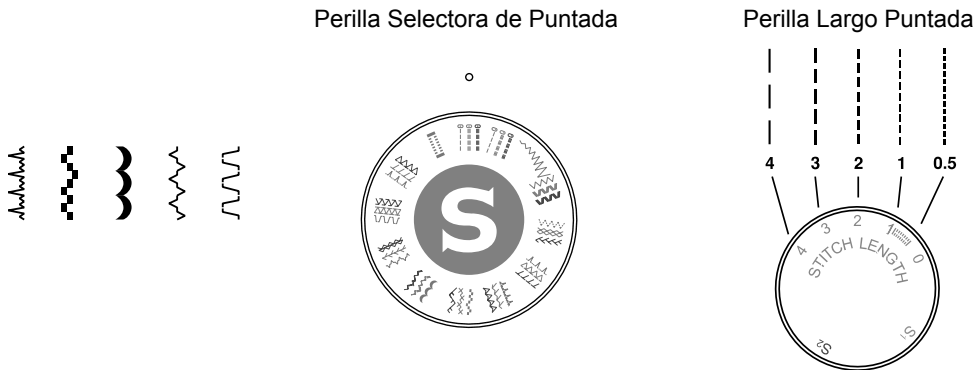 Perilla Selectora de Puntada
Perilla Largo Puntada
4 3 2 1 0.5
S
4 3 2 1 0
STITCH LENGTH
S1
S2